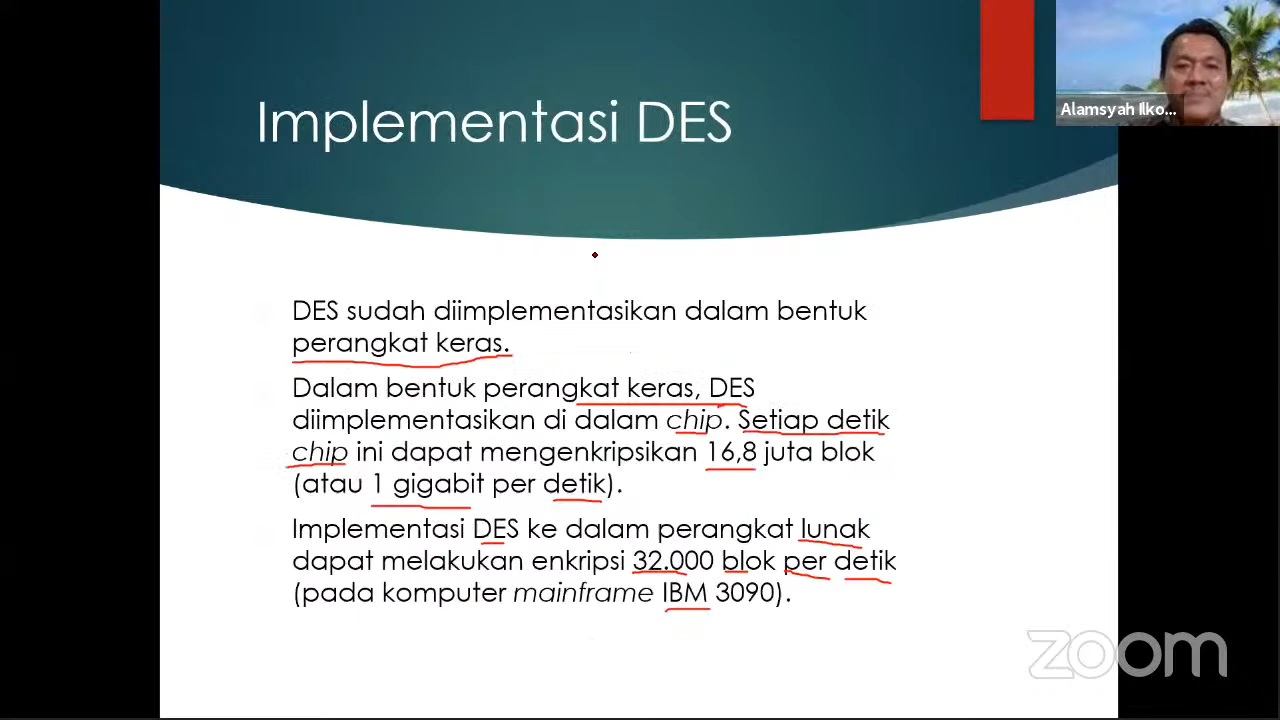 Implementasi DES
Alamsyah Ilko...
DES sudah diimplementasikan dalam bentuk
perangkat keras.
Dalam bentuk perangkat keras, DES
diimplementasikan di dalam chip. Setiap detik
chip ini dapat mengenkripsikan 16,8 juta blok
(atau 1 gigabit per detik).
Implementasi DES ke dalam perangkat lunak
dapat melakukan enkripsi 32.000 blok per detik
(pada komputer mainframe IBM 3090).
zoom